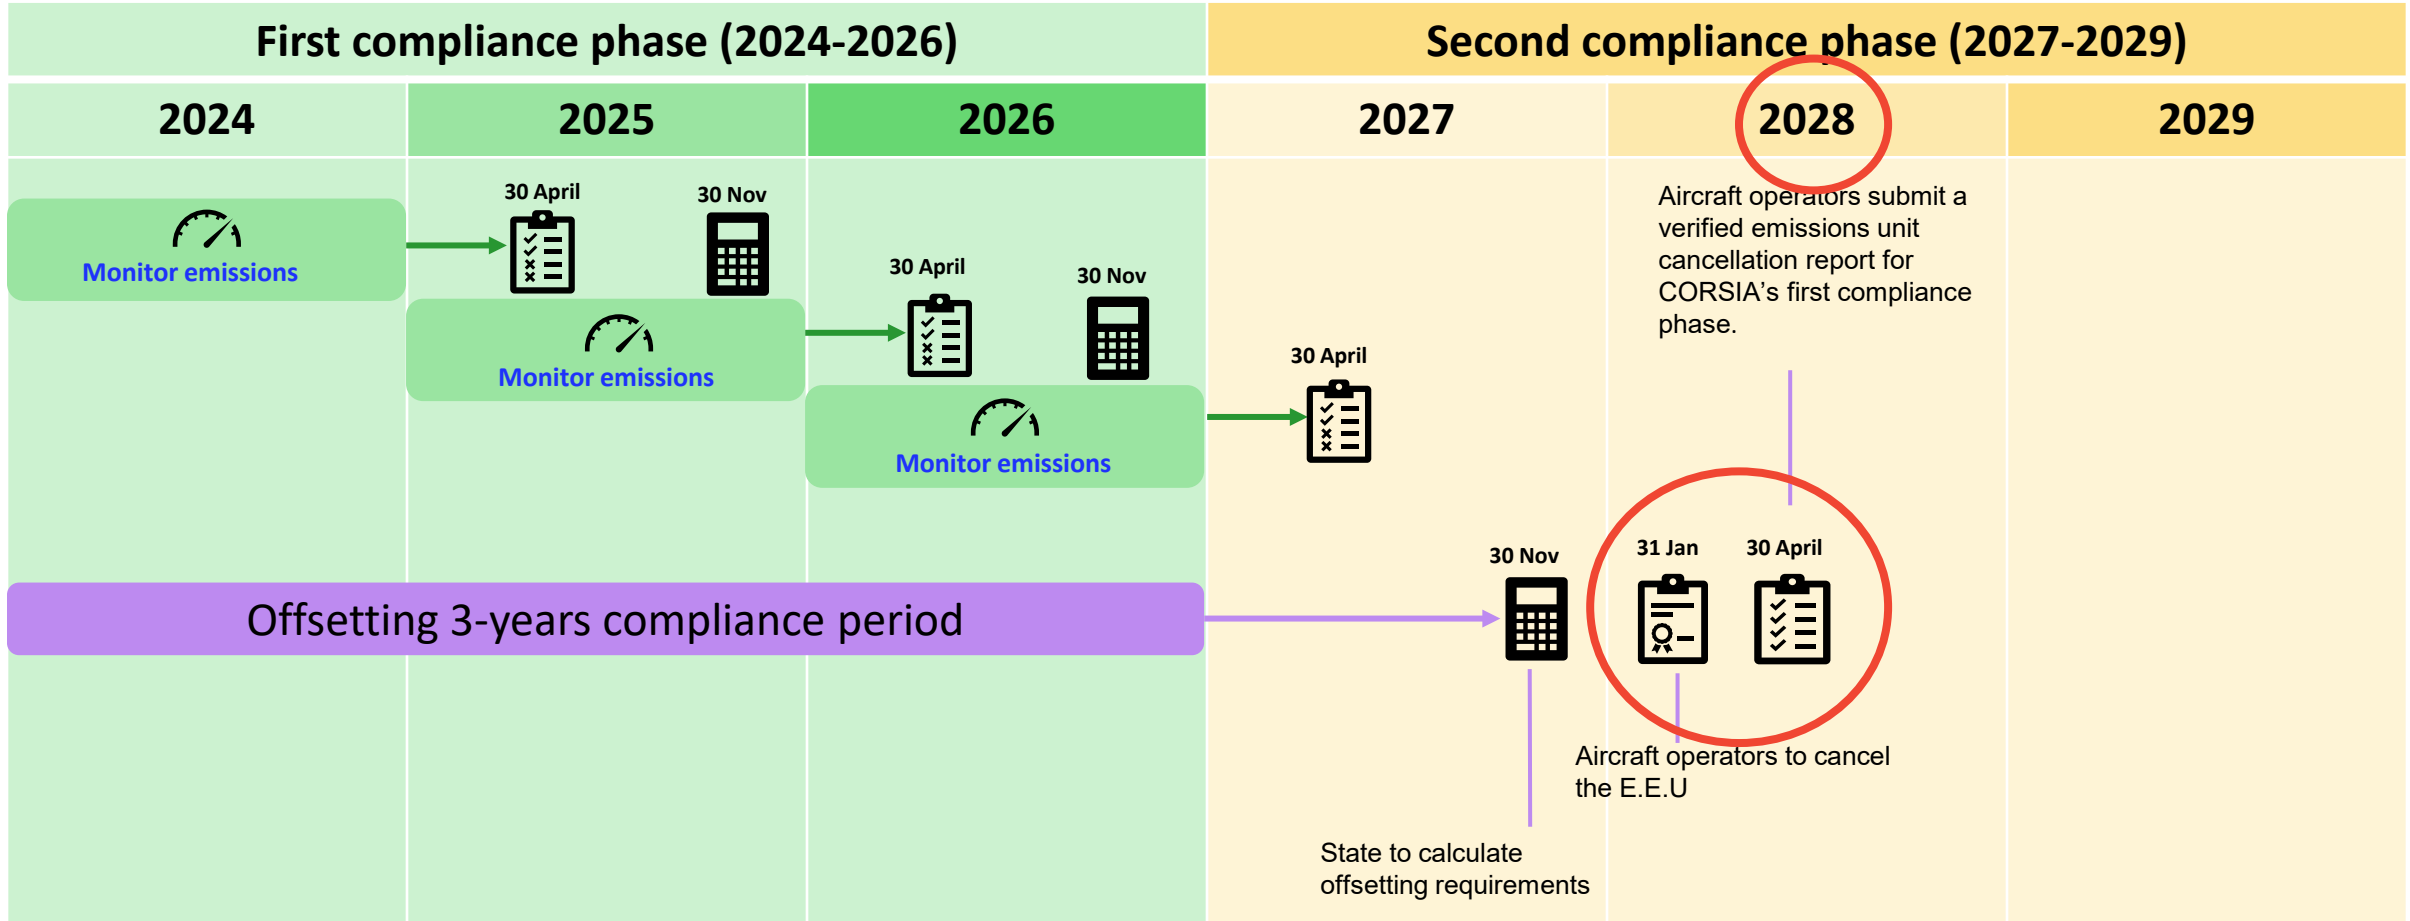 First compliance phase (2024-2026)
Second compliance phase (2027-2029)
2024
2025
2026
2027
2028
2029
Monitor emissions
30 April
30 Nov
Monitor emissions
30 April
30 Nov
Monitor emissions
30 April
Aircraft operators submit a
verified emissions unit
cancellation report for
CORSIA’s first compliance
phase.
Offsetting 3-years compliance period
30 Nov
31 Jan
30 April
Aircraft operators to cancel
the E.E.U
State to calculate
offsetting requirements